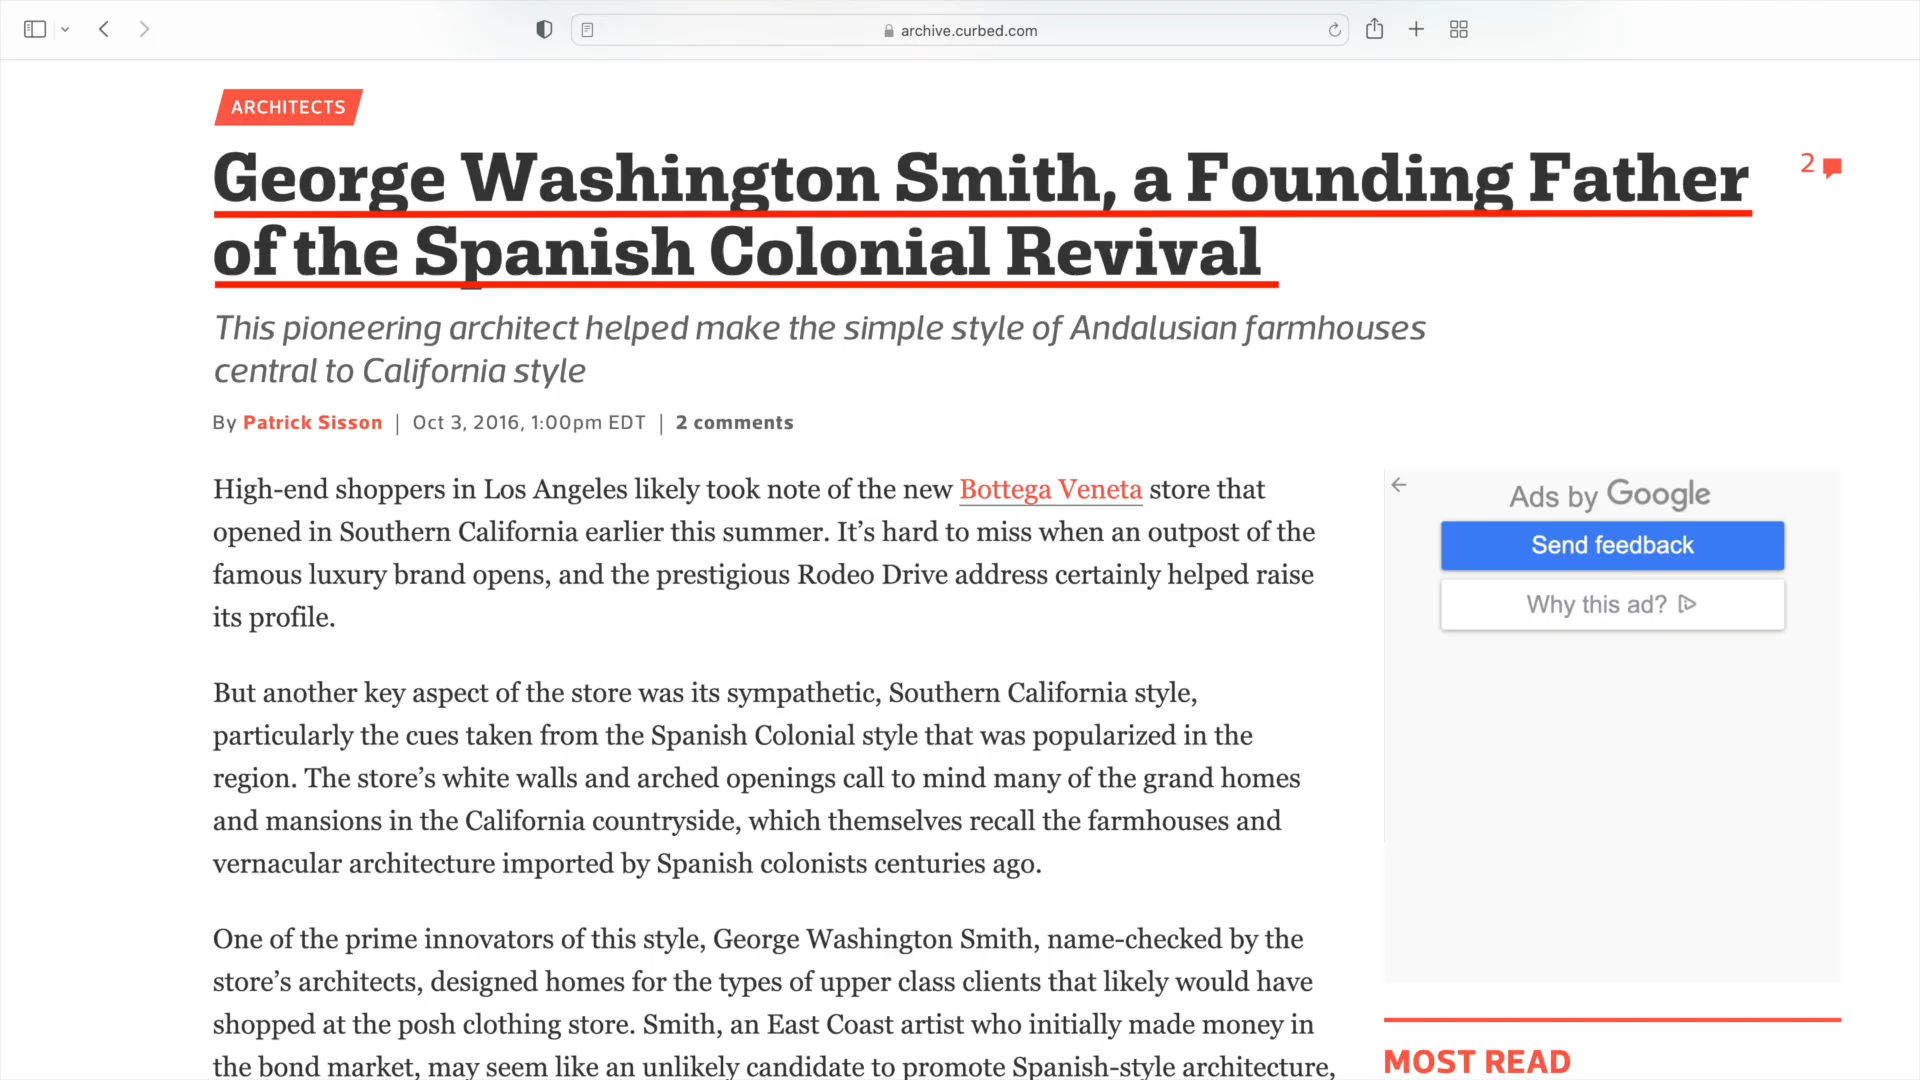 archive.curbed.com
ARCHITECTS
George Washington Smith, a Founding Father
of the Spanish Colonial Revival
2
This pioneering architect helped make the simple style of Andalusian farmhouses
central to California style
By Patrick Sisson | Oct 3, 2016, 1:00pm EDT | 2 comments
High-end shoppers in Los Angeles likely took note of the new Bottega Veneta store that
opened in Southern California earlier this summer. It’s hard to miss when an outpost of the
famous luxury brand opens, and the prestigious Rodeo Drive address certainly helped raise
its profile.
But another key aspect of the store was its sympathetic, Southern California style,
particularly the cues taken from the Spanish Colonial style that was popularized in the
region. The store’s white walls and arched openings call to mind many of the grand homes
and mansions in the California countryside, which themselves recall the farmhouses and
vernacular architecture imported by Spanish colonists centuries ago.
One of the prime innovators of this style, George Washington Smith, name-checked by the
store’s architects, designed homes for the types of upper class clients that likely would have
shopped at the posh clothing store. Smith, an East Coast artist who initially made money in
the bond market, may seem like an unlikely candidate to promote Spanish-style architecture,
Ads by Google
Send feedback
Why this ad?
MOST READ